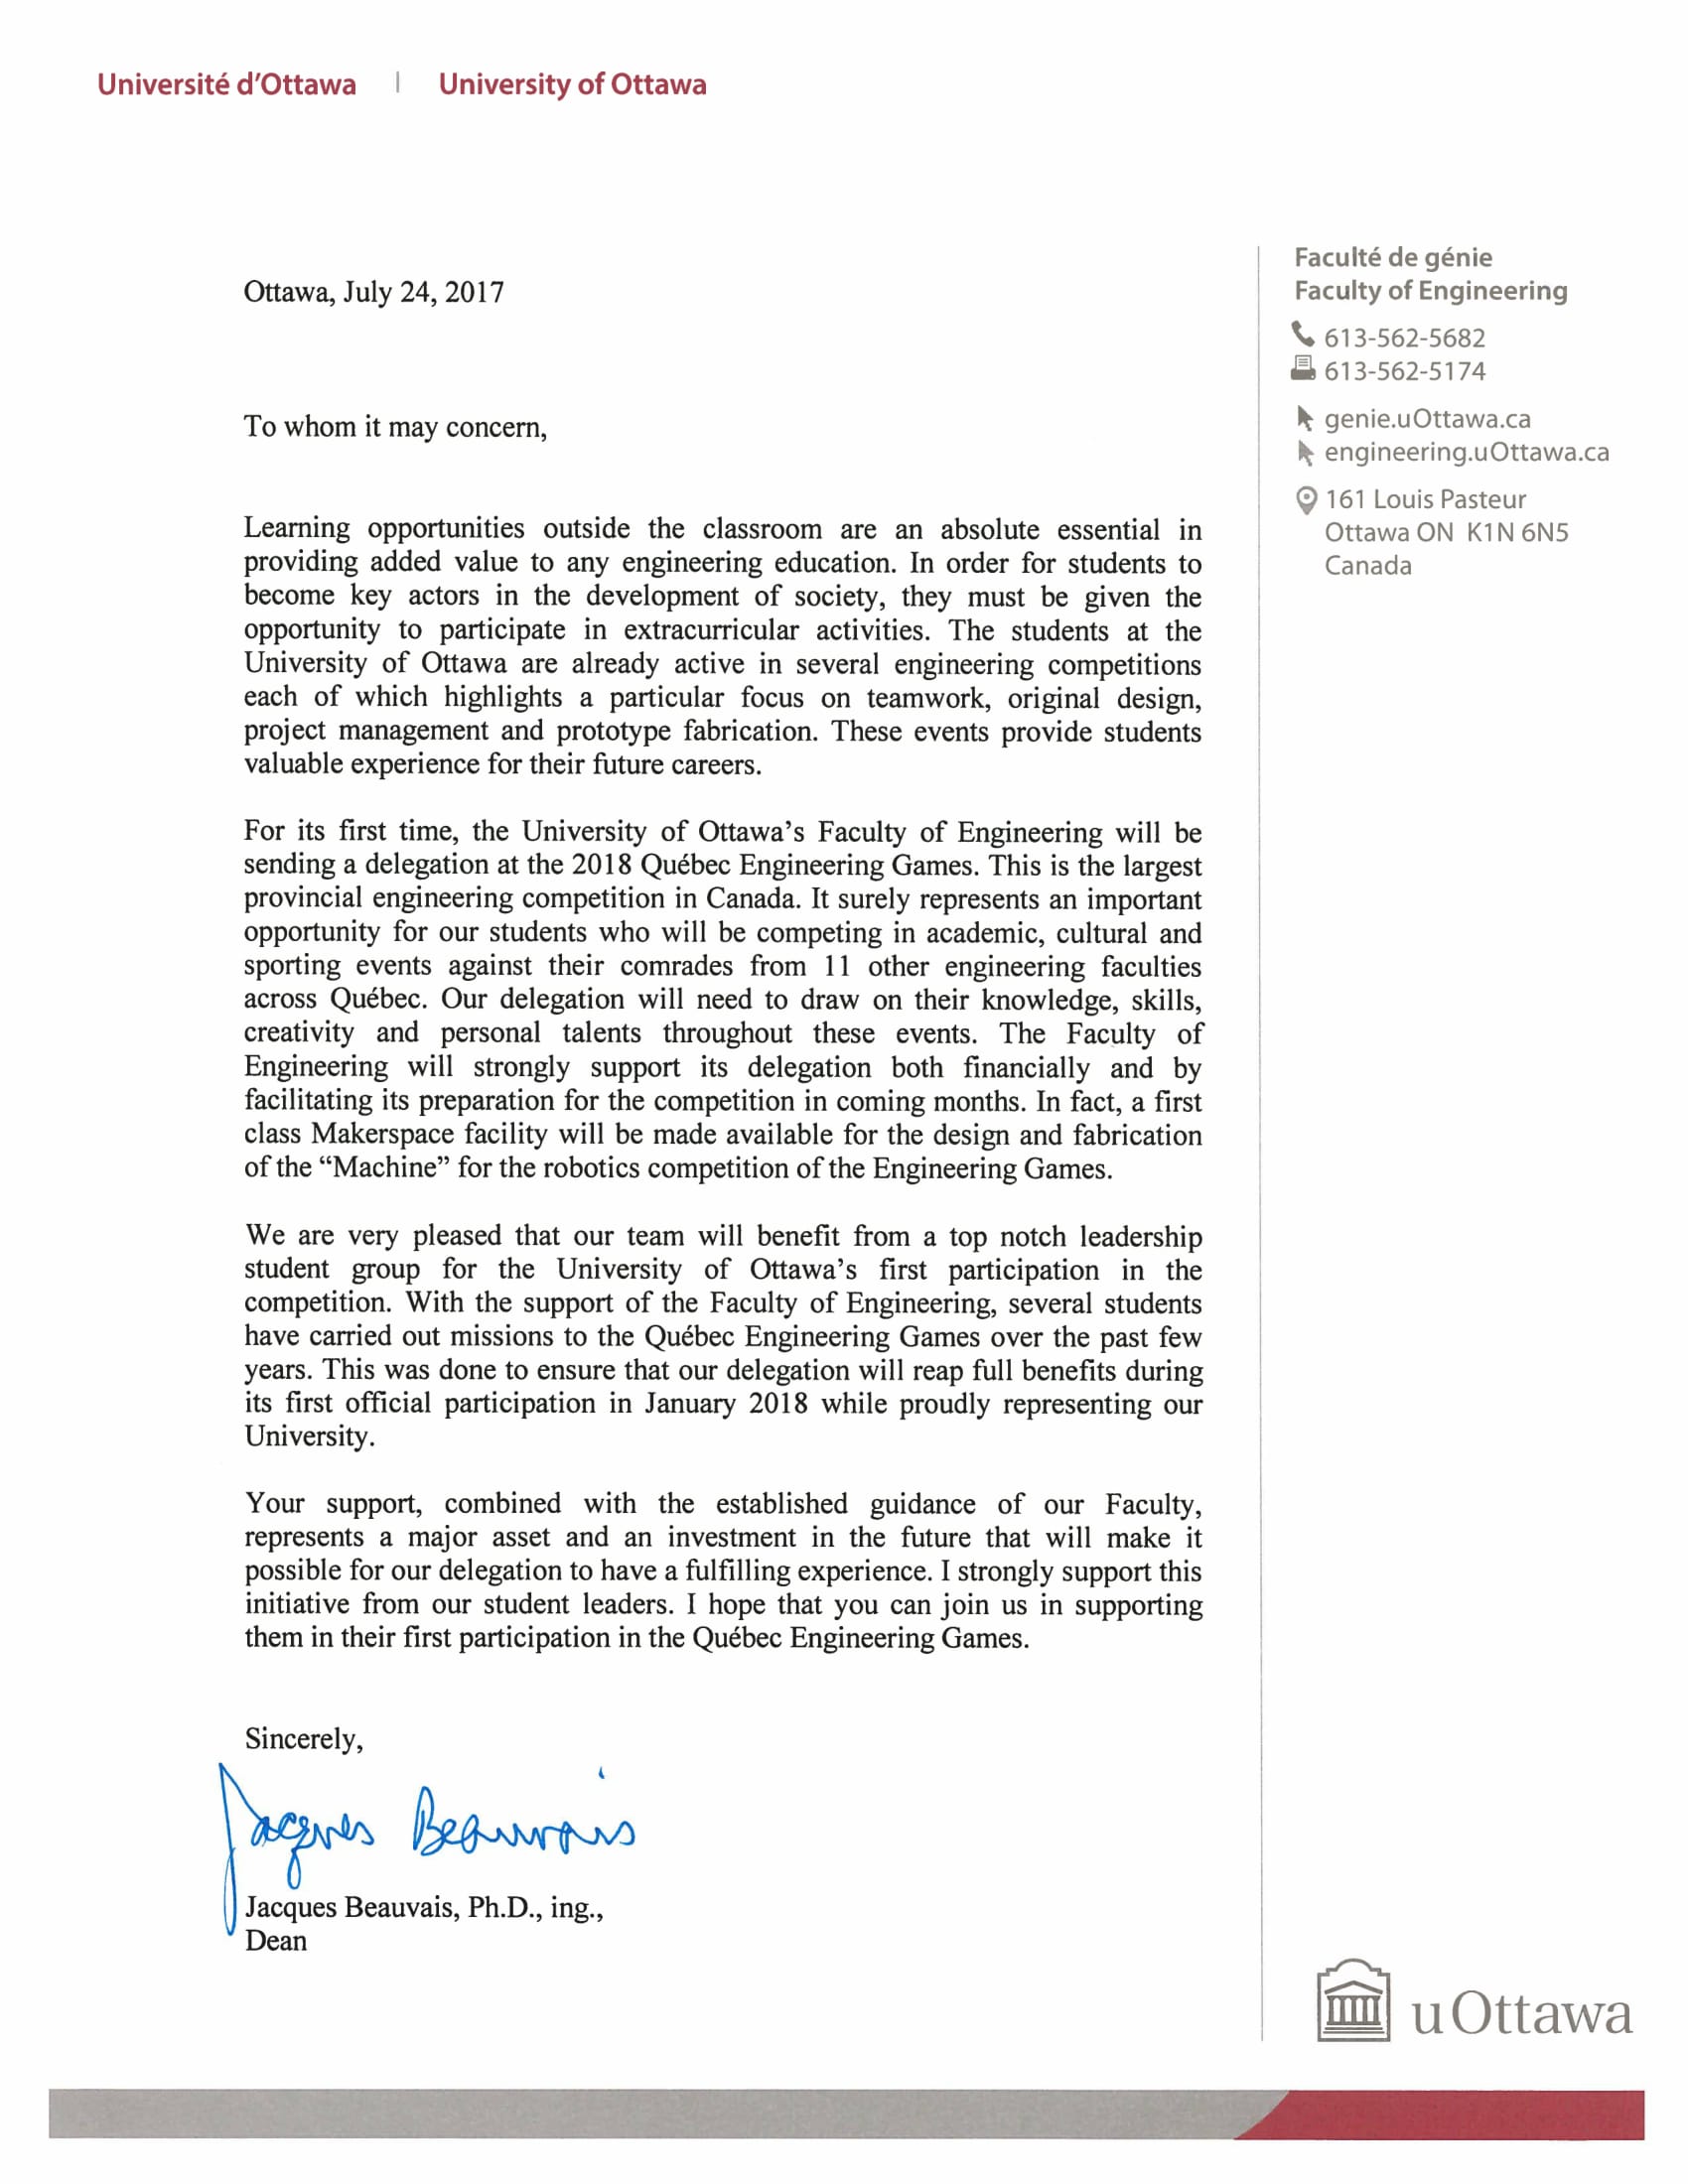 Université d'Ottawa | University of Ottawa
Faculté de génie
Faculty of Engineering
613-562-5682
613-562-5174
genie.uOttawa.ca
engineering.uOttawa.ca
161 Louis Pasteur
Ottawa ON K1N 6N5
Canada
Ottawa, July 24, 2017
To whom it may concern,
Learning opportunities outside the classroom are an absolute essential in
providing added value to any engineering education. In order for students to
become key actors in the development of society, they must be given the
opportunity to participate in extracurricular activities. The students at the
University of Ottawa are already active in several engineering competitions
each of which highlights a particular focus on teamwork, original design,
project management and prototype fabrication. These events provide students
valuable experience for their future careers.
For its first time, the University of Ottawa’s Faculty of Engineering will be
sending a delegation at the 2018 Québec Engineering Games. This is the largest
provincial engineering competition in Canada. It surely represents an important
opportunity for our students who will be competing in academic, cultural and
sporting events against their comrades from 11 other engineering faculties
across Québec. Our delegation will need to draw on their knowledge, skills,
creativity and personal talents throughout these events. The Faculty of
Engineering will strongly support its delegation both financially and by
facilitating its preparation for the competition in coming months. In fact, a first
class Makerspace facility will be made available for the design and fabrication
of the “Machine” for the robotics competition of the Engineering Games.
We are very pleased that our team will benefit from a top notch leadership
student group for the University of Ottawa’s first participation in the
competition. With the support of the Faculty of Engineering, several students
have carried out missions to the Québec Engineering Games over the past few
years. This was done to ensure that our delegation will reap full benefits during
its first official participation in January 2018 while proudly representing our
University.
Your support, combined with the established guidance of our Faculty,
represents a major asset and an investment in the future that will make it
possible for our delegation to have a fulfilling experience. I strongly support this
initiative from our student leaders. I hope that you can join us in supporting
them in their first participation in the Québec Engineering Games.
Sincerely,
Jacques Beauvais
Jacques Beauvais, Ph.D., ing.,
Dean
uOttawa